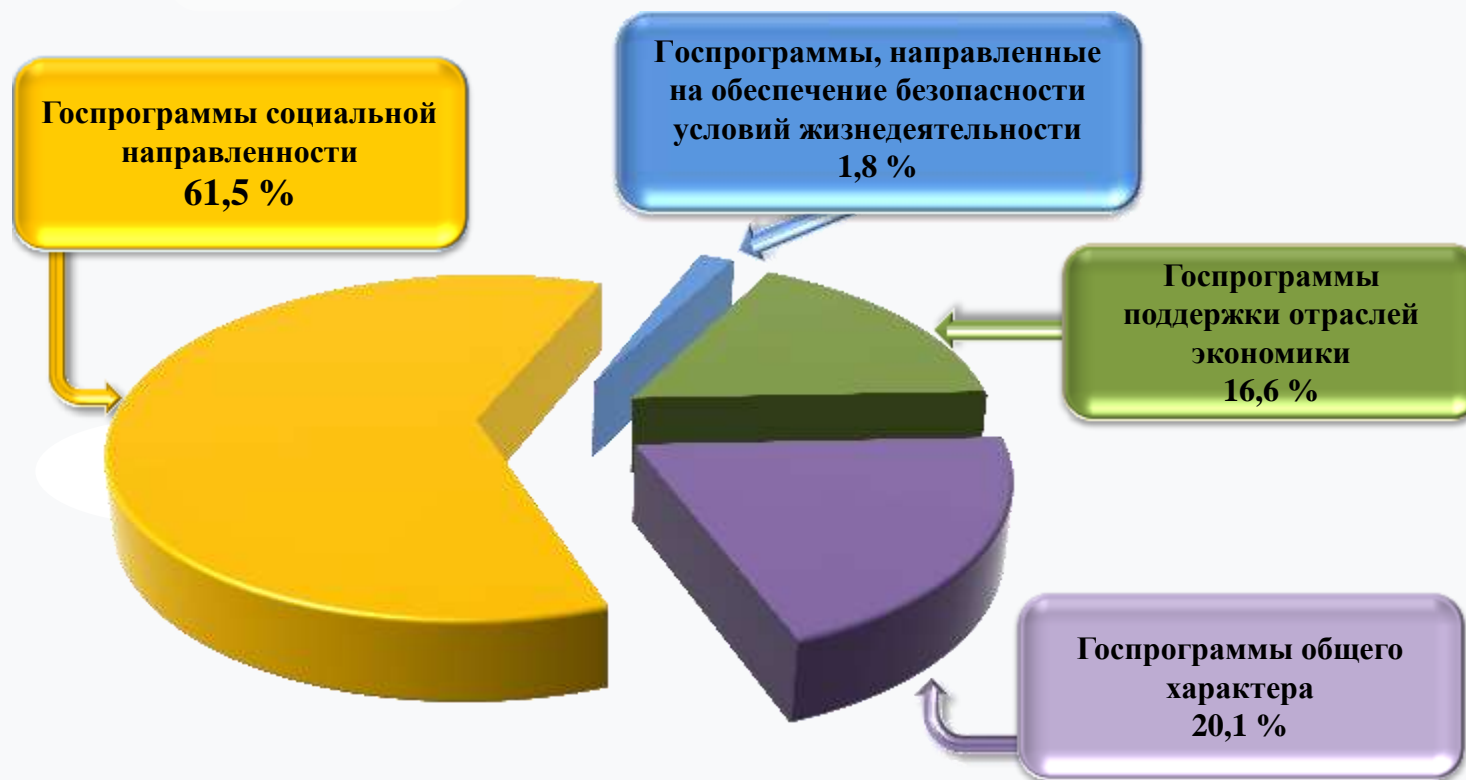 Госпрограммы социальной
направленности
61,5 %
Госпрограммы, направленные
на обеспечение безопасности
условий жизнедеятельности
1,8 %
Госпрограммы
поддержки отраслей
экономики
16,6 %
Госпрограммы общего
характера
20,1 %